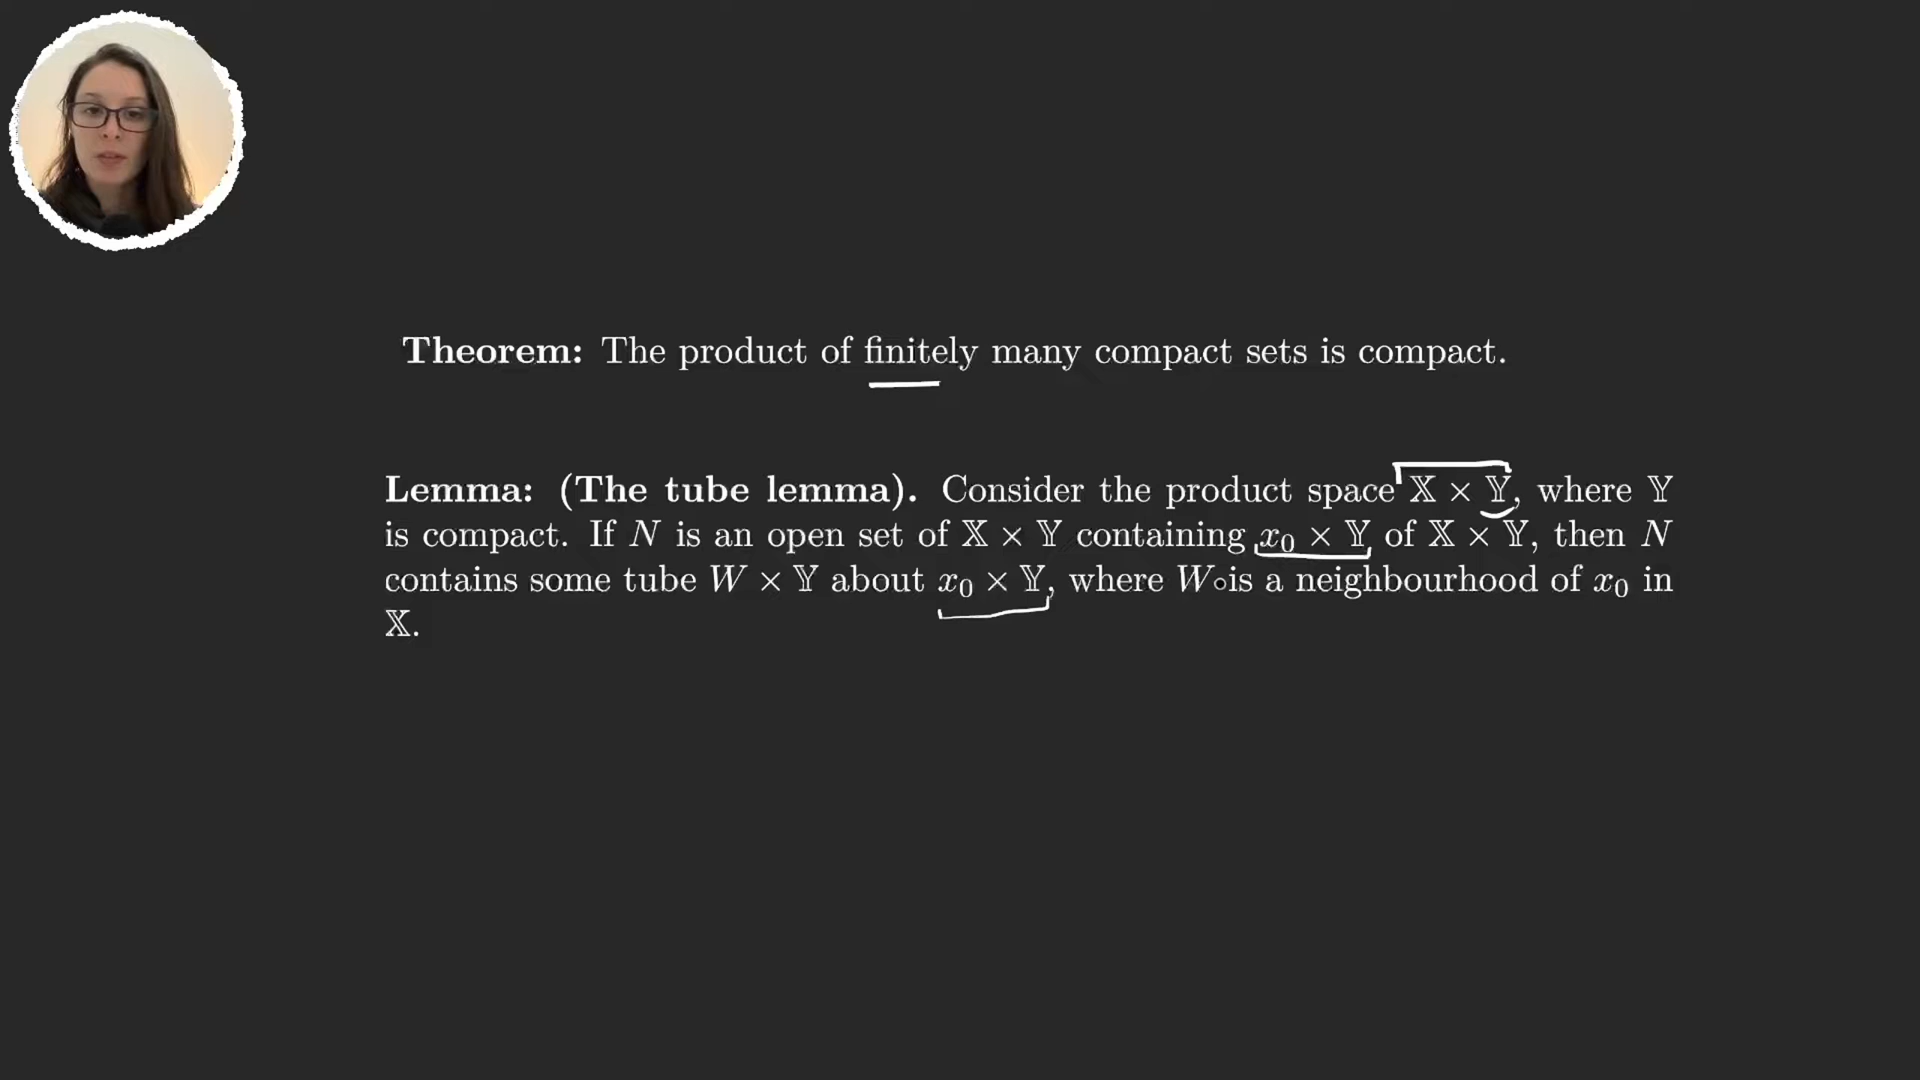 Theorem: The product of finitely many compact sets is compact.
Lemma: (The tube lemma). Consider the product space 𝕏 × 𝕐, where 𝕐
is compact. If N is an open set of 𝕏 × 𝕐 containing x₀ × 𝕐 of 𝕏 × 𝕐, then N
contains some tube W × 𝕐 about x₀ × 𝕐, where W is a neighbourhood of x₀ in
𝕏.